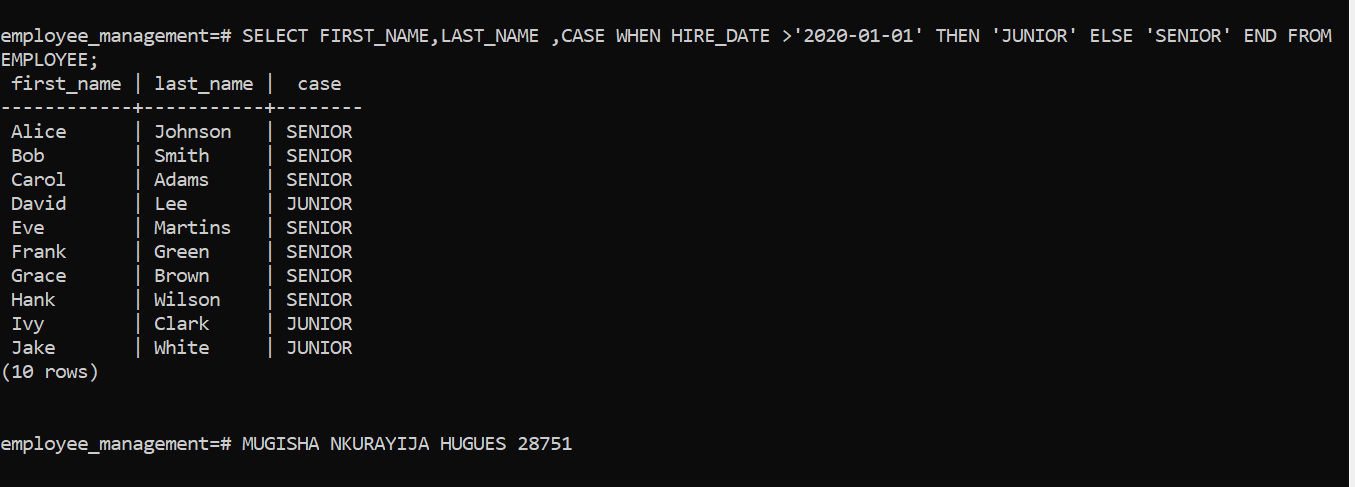 employee_management=# SELECT FIRST_NAME,LAST_NAME ,CASE WHEN HIRE_DATE >'2020-01-01' THEN 'JUNIOR' ELSE 'SENIOR' END FROM
EMPLOYEE;
 first_name | last_name |  case
------------+-----------+--------
 Alice      | Johnson   | SENIOR
 Bob        | Smith     | SENIOR
 Carol      | Adams     | SENIOR
 David      | Lee       | JUNIOR
 Eve        | Martins   | SENIOR
 Frank      | Green     | SENIOR
 Grace      | Brown     | SENIOR
 Hank       | Wilson    | SENIOR
 Ivy        | Clark     | JUNIOR
 Jake       | White     | JUNIOR
(10 rows)
employee_management=# MUGISHA NKURAYIJA HUGUES 28751